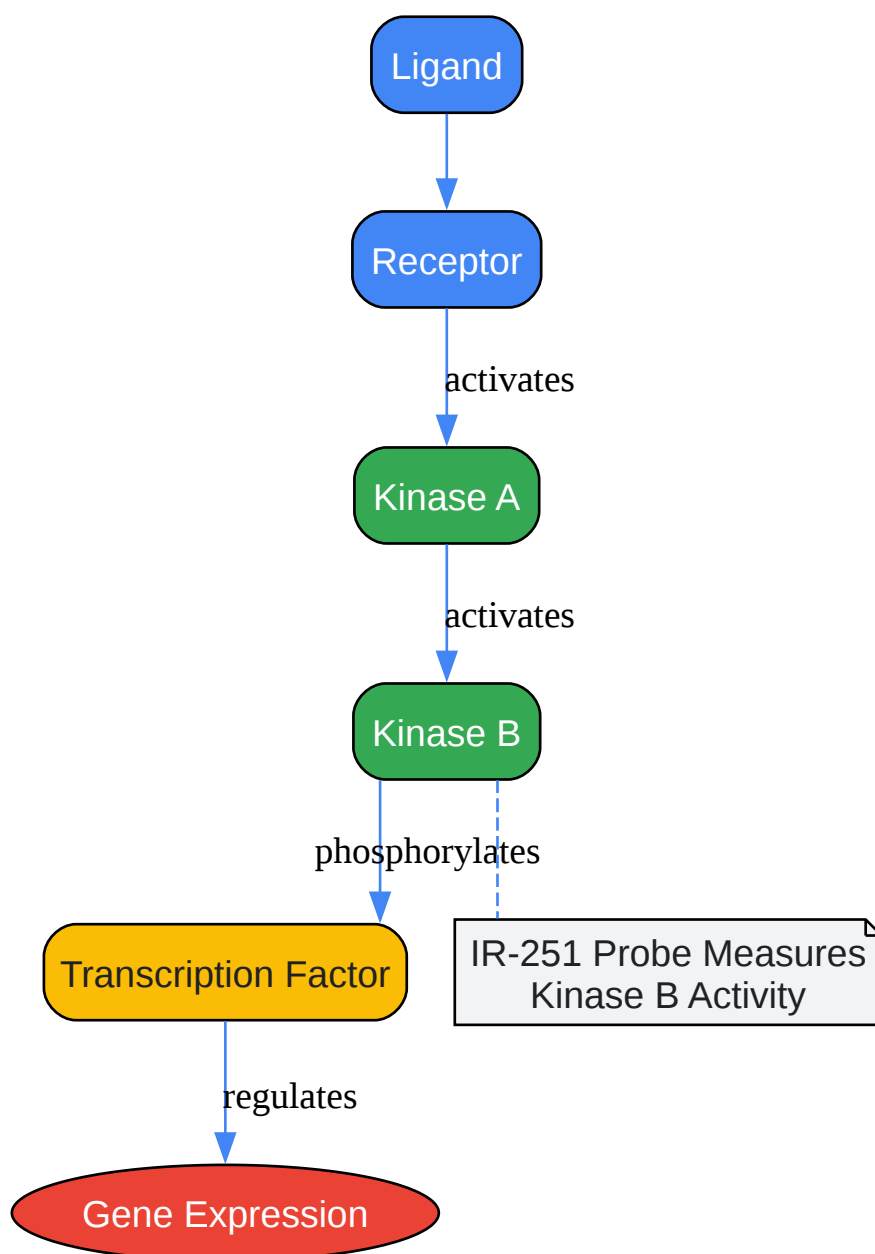 Ligand
Receptor
activates
Kinase A
activates
Kinase B
phosphorylates
Transcription Factor
IR-251 Probe Measures
Kinase B Activity
regulates
Gene Expression